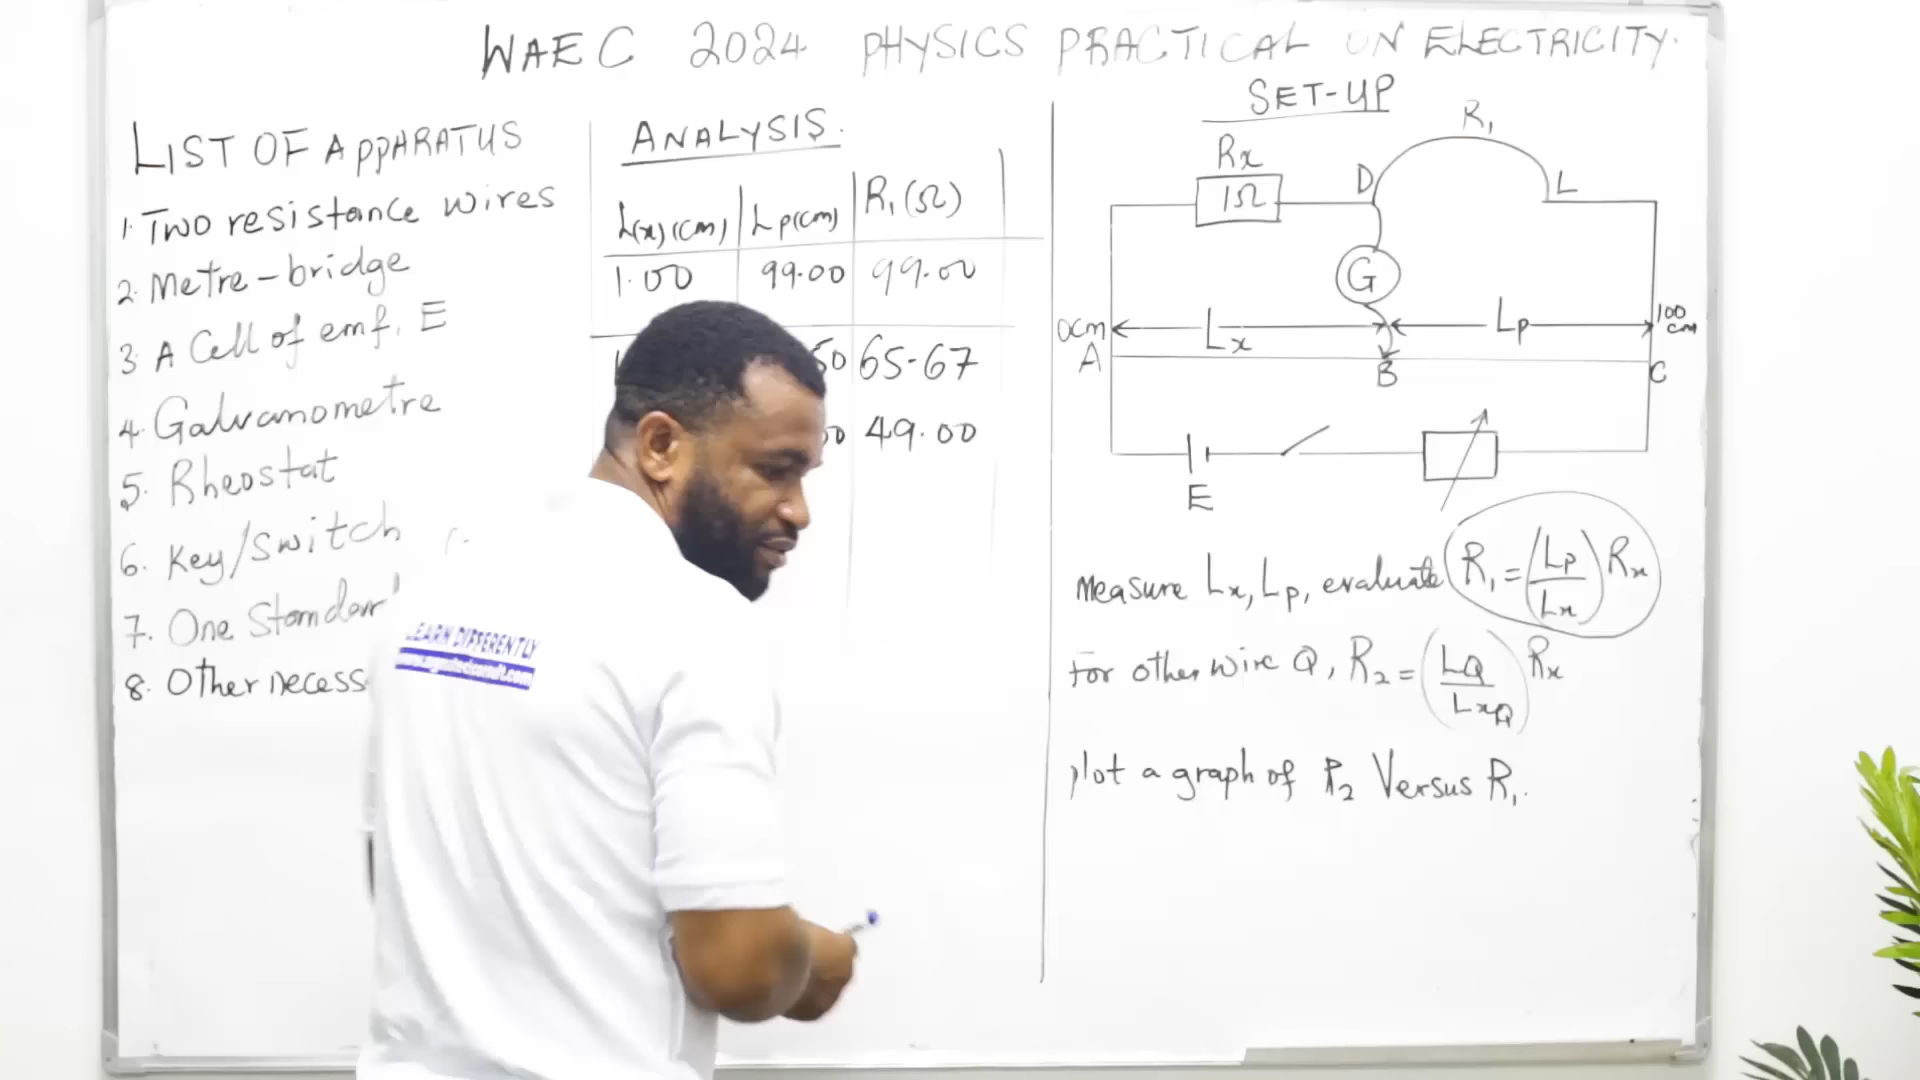 WAEC 2024 PHYSICS PRACTICAL ON ELECTRICITY.
LIST OF APPARATUS
1. Two resistance wires
2. Metre-bridge
3. A Cell of emf, E
4. Galvanometre
5. Rheostat
6. Key/switch
7. One Standard
8. Other necess
ANALYSIS.
L(x)(cm) Lp(cm) R₁(Ω)
1.00 99.00 99.00
50 65-67
49.00
SET-UP
Rx
1Ω
D
R₁
L
G
0cm
Lx
Lp
100 cm
A
B
C
E
Measure Lx, Lp, evaluate R₁=(Lp/Lx)Rx
For other wire Q, R₂=(LQ/LxQ)Rx
plot a graph of R₂ Versus R₁.
LEARN DIFFERENTLY